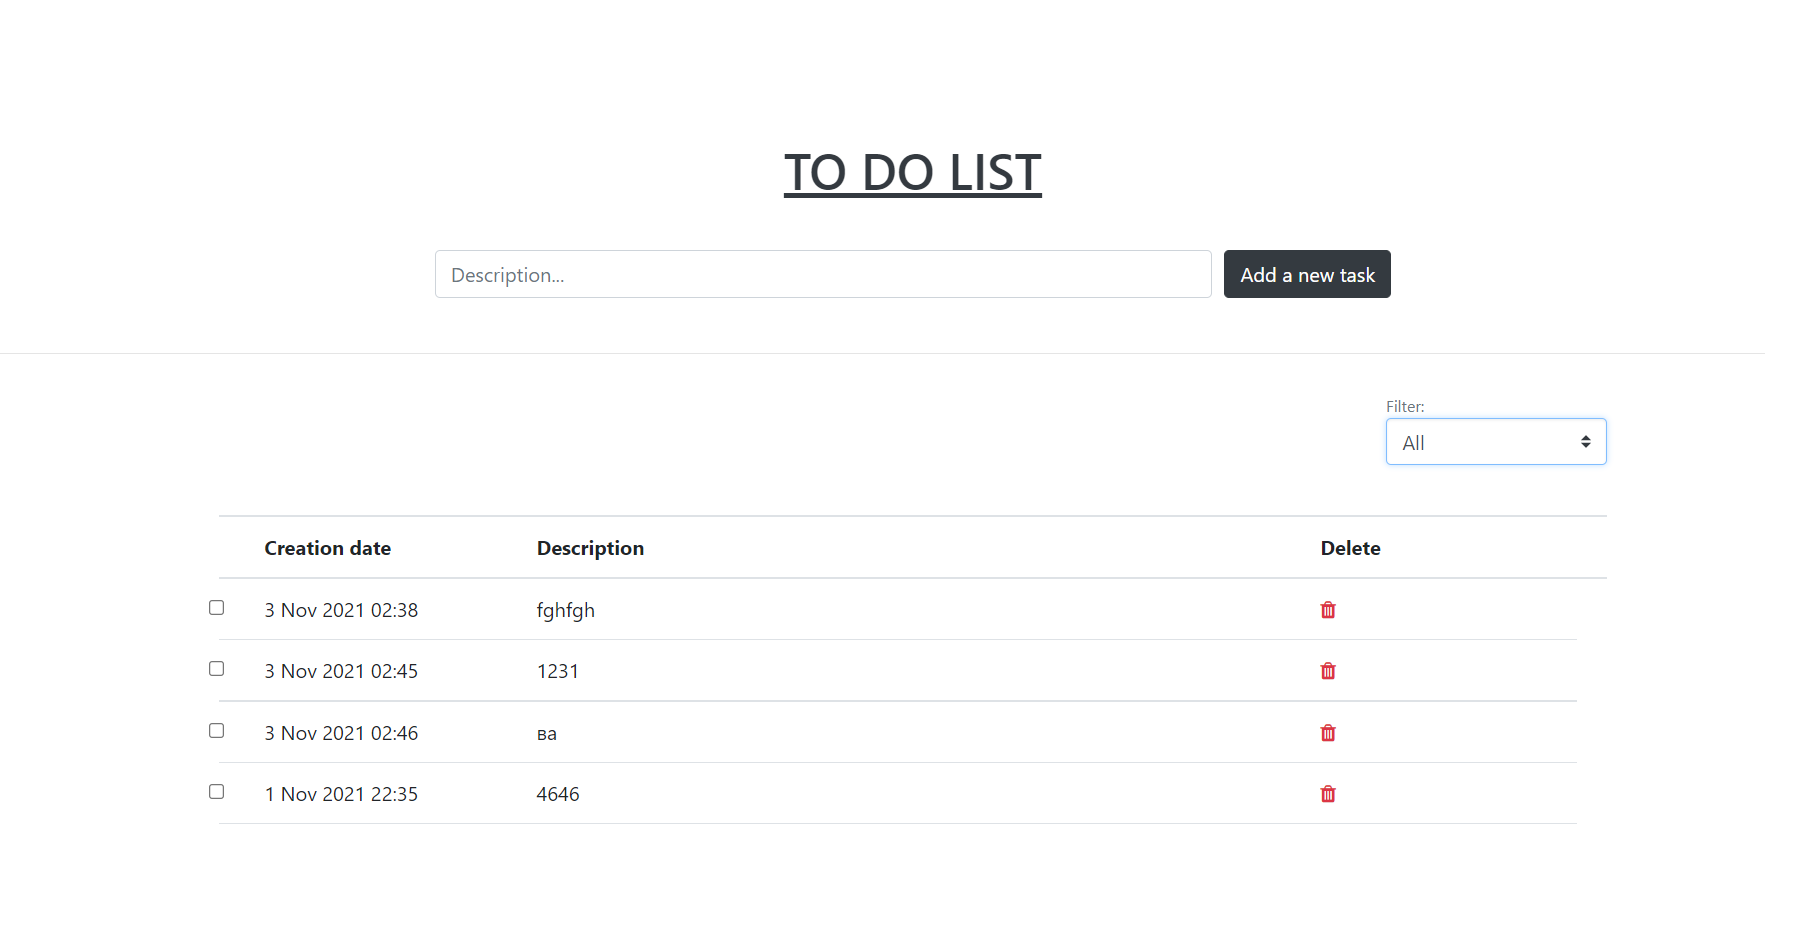 TO DO LIST
Description...
Add a new task
Filter:
All
Creation date Description Delete
3 Nov 2021 02:38 fghfgh
3 Nov 2021 02:45 1231
3 Nov 2021 02:46 ва
1 Nov 2021 22:35 4646